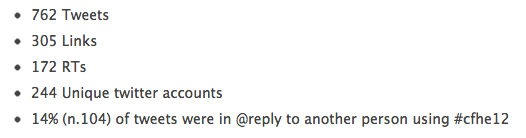 • 762 Tweets
• 305 Links
• 172 RTs
• 244 Unique twitter accounts
• 14% (n.104) of tweets were in @reply to another person using #cfhe12